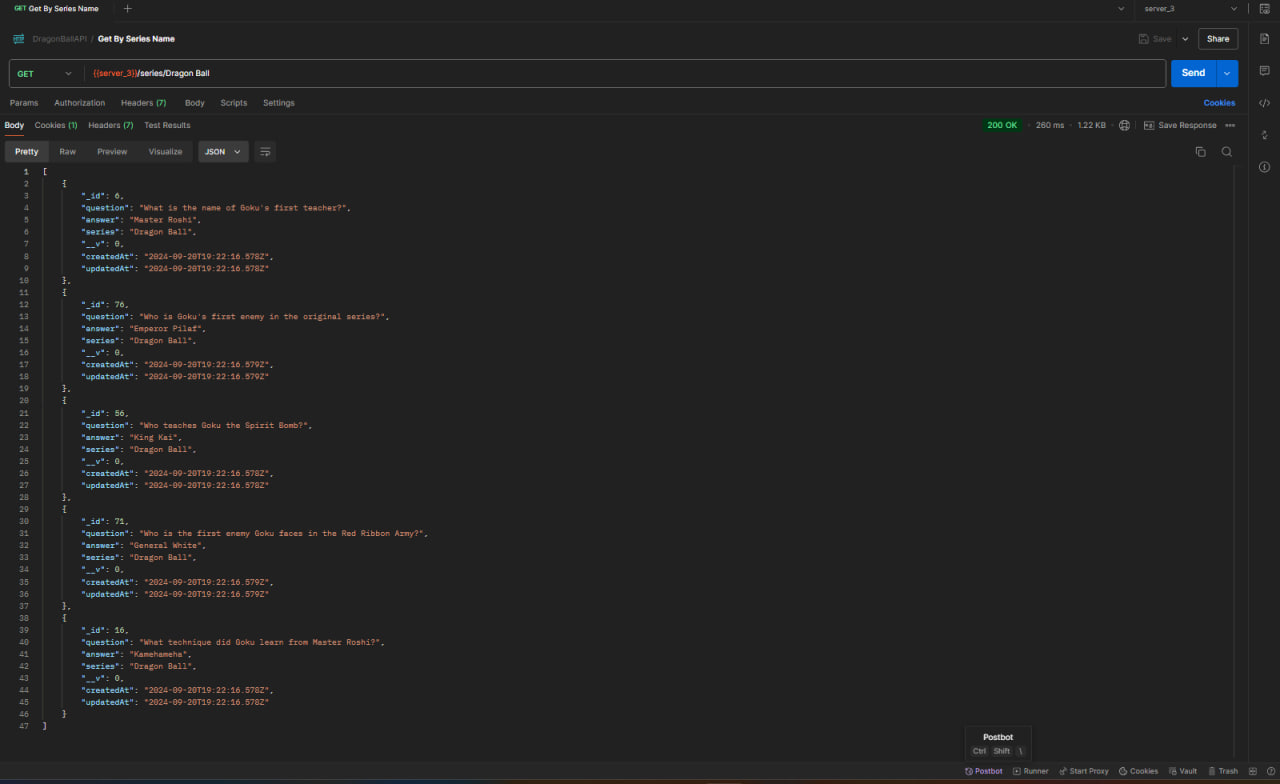 GET Get By Series Name
server_3
DragonBallAPI / Get By Series Name
Save
Share
GET
{{server_3}}/series/Dragon Ball
Send
Params Authorization Headers (7) Body Scripts Settings
Cookies
Body Cookies (1) Headers (7) Test Results
200 OK · 260 ms · 1.22 KB · Save Response
Pretty Raw Preview Visualize JSON
1 [
2 {
3 "_id": 6,
4 "question": "What is the name of Goku's first teacher?",
5 "answer": "Master Roshi",
6 "series": "Dragon Ball",
7 "__v": 0,
8 "createdAt": "2024-09-20T19:22:16.578Z",
9 "updatedAt": "2024-09-20T19:22:16.578Z"
10 },
11 {
12 "_id": 76,
13 "question": "Who is Goku's first enemy in the original series?",
14 "answer": "Emperor Pilaf",
15 "series": "Dragon Ball",
16 "__v": 0,
17 "createdAt": "2024-09-20T19:22:16.579Z",
18 "updatedAt": "2024-09-20T19:22:16.579Z"
19 },
20 {
21 "_id": 56,
22 "question": "Who teaches Goku the Spirit Bomb?",
23 "answer": "King Kai",
24 "series": "Dragon Ball",
25 "__v": 0,
26 "createdAt": "2024-09-20T19:22:16.578Z",
27 "updatedAt": "2024-09-20T19:22:16.578Z"
28 },
29 {
30 "_id": 71,
31 "question": "Who is the first enemy Goku faces in the Red Ribbon Army?",
32 "answer": "General White",
33 "series": "Dragon Ball",
34 "__v": 0,
35 "createdAt": "2024-09-20T19:22:16.579Z",
36 "updatedAt": "2024-09-20T19:22:16.579Z"
37 },
38 {
39 "_id": 16,
40 "question": "What technique did Goku learn from Master Roshi?",
41 "answer": "Kamehameha",
42 "series": "Dragon Ball",
43 "__v": 0,
44 "createdAt": "2024-09-20T19:22:16.578Z",
45 "updatedAt": "2024-09-20T19:22:16.578Z"
46 }
47 ]
Postbot
Ctrl Shift \
Postbot Runner Start Proxy Cookies Vault Trash